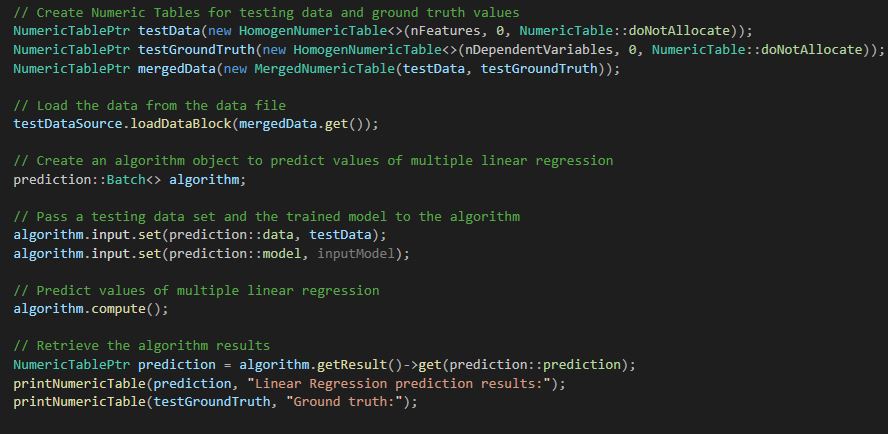 // Create Numeric Tables for testing data and ground truth values
NumericTablePtr testData(new HomogenNumericTable<>(nFeatures, 0, NumericTable::doNotAllocate));
NumericTablePtr testGroundTruth(new HomogenNumericTable<>(nDependentVariables, 0, NumericTable::doNotAllocate));
NumericTablePtr mergedData(new MergedNumericTable(testData, testGroundTruth));
// Load the data from the data file
testDataSource.loadDataBlock(mergedData.get());
// Create an algorithm object to predict values of multiple linear regression
prediction::Batch<> algorithm;
// Pass a testing data set and the trained model to the algorithm
algorithm.input.set(prediction::data, testData);
algorithm.input.set(prediction::model, inputModel);
// Predict values of multiple linear regression
algorithm.compute();
// Retrieve the algorithm results
NumericTablePtr prediction = algorithm.getResult()->get(prediction::prediction);
printNumericTable(prediction, "Linear Regression prediction results:");
printNumericTable(testGroundTruth, "Ground truth:");